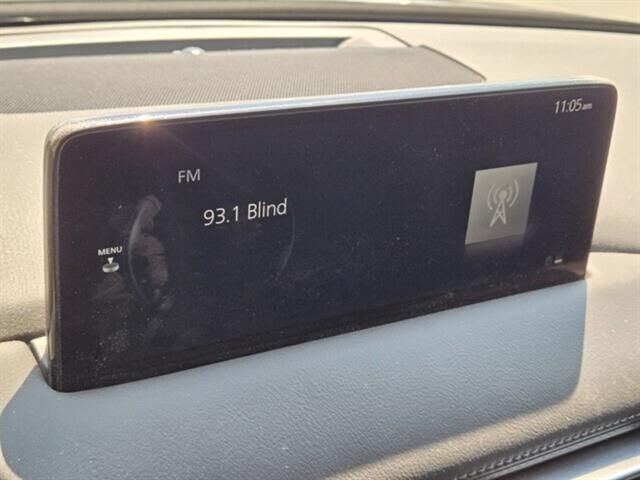 11:05am
FM
93.1 Blind
MENU